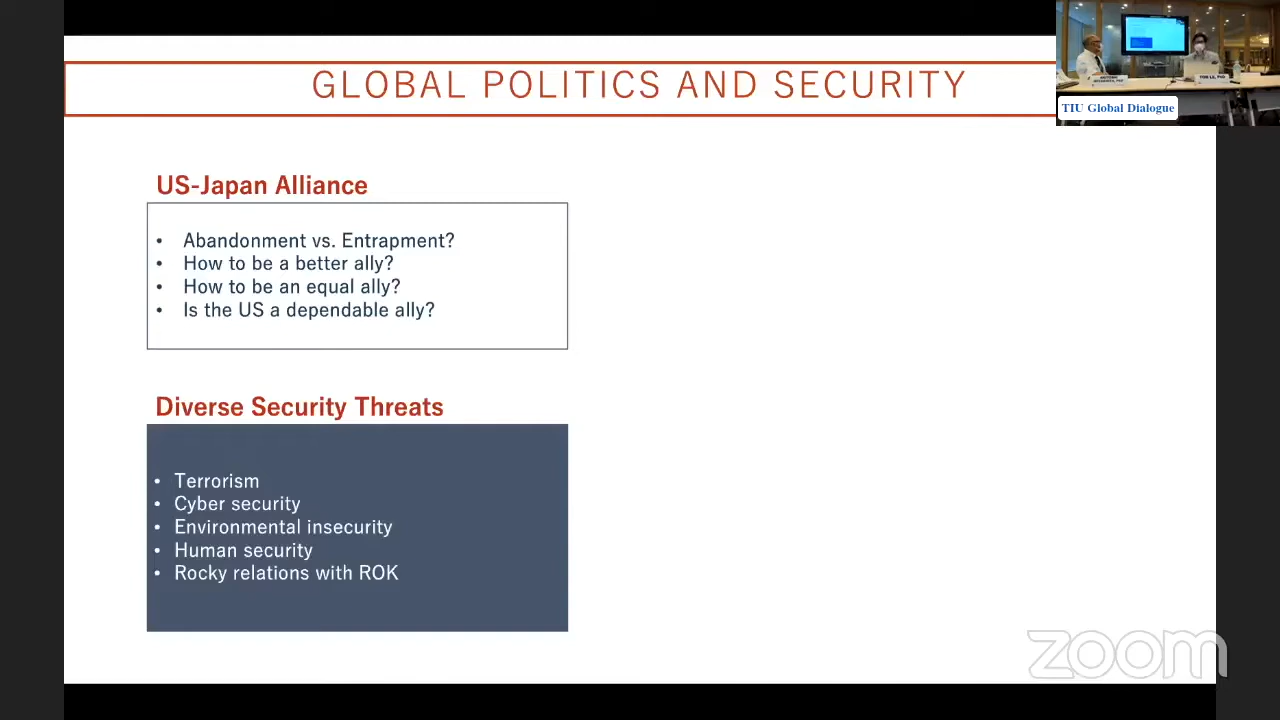 GLOBAL POLITICS AND SECURITY
TIU Global Dialogue
US-Japan Alliance
• Abandonment vs. Entrapment?
• How to be a better ally?
• How to be an equal ally?
• Is the US a dependable ally?
Diverse Security Threats
• Terrorism
• Cyber security
• Environmental insecurity
• Human security
• Rocky relations with ROK
zoom